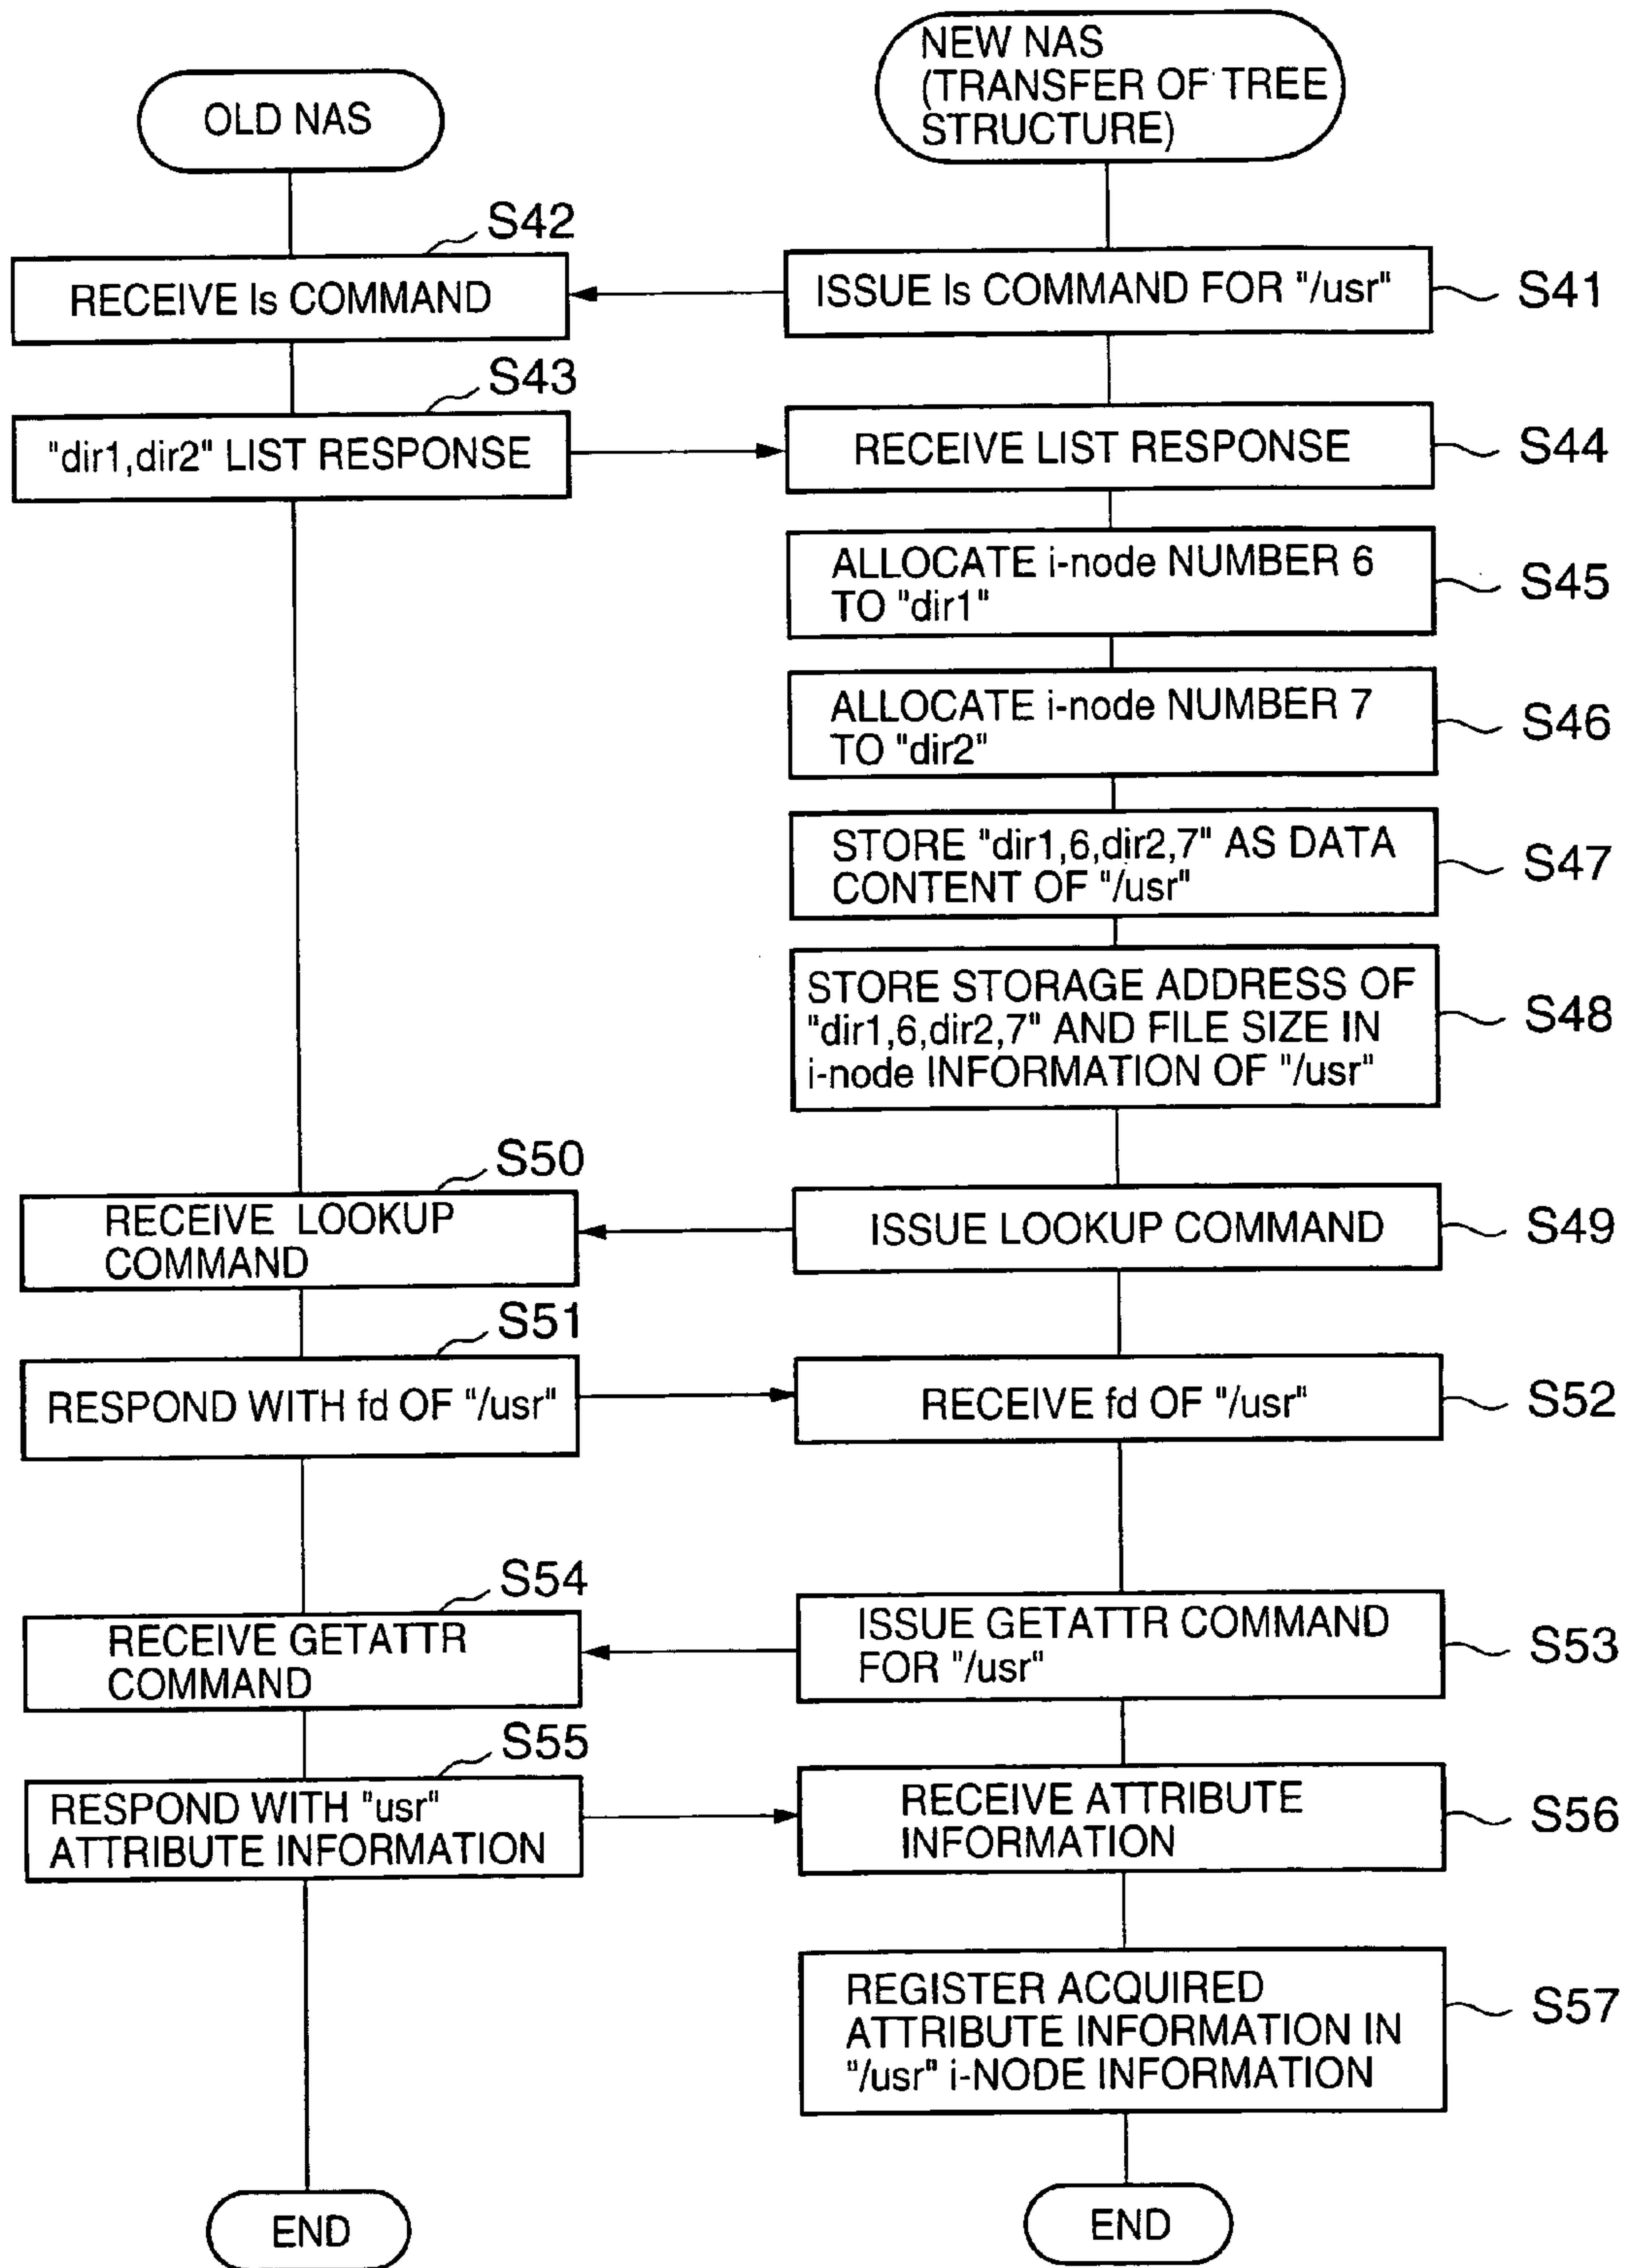 OLD NAS
NEW NAS
(TRANSFER OF TREE
STRUCTURE)
S42
RECEIVE ls COMMAND
ISSUE ls COMMAND FOR "/usr"
S41
S43
"dir1,dir2" LIST RESPONSE
RECEIVE LIST RESPONSE
S44
ALLOCATE i-node NUMBER 6
TO "dir1"
S45
ALLOCATE i-node NUMBER 7
TO "dir2"
S46
STORE "dir1,6,dir2,7" AS DATA
CONTENT OF "/usr"
S47
STORE STORAGE ADDRESS OF
"dir1,6,dir2,7" AND FILE SIZE IN
i-node INFORMATION OF "/usr"
S48
S50
RECEIVE LOOKUP
COMMAND
ISSUE LOOKUP COMMAND
S49
S51
RESPOND WITH fd OF "/usr"
RECEIVE fd OF "/usr"
S52
S54
RECEIVE GETATTR
COMMAND
ISSUE GETATTR COMMAND
FOR "/usr"
S53
S55
RESPOND WITH "usr"
ATTRIBUTE INFORMATION
RECEIVE ATTRIBUTE
INFORMATION
S56
REGISTER ACQUIRED
ATTRIBUTE INFORMATION IN
"/usr" i-NODE INFORMATION
S57
END
END